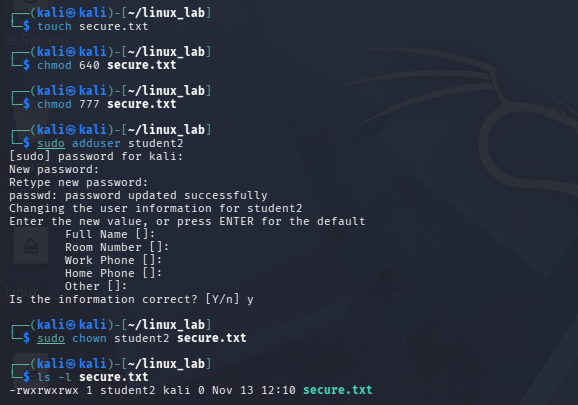 ┌──(kali㉿kali)-[~/linux_lab]
└─$ touch secure.txt
┌──(kali㉿kali)-[~/linux_lab]
└─$ chmod 640 secure.txt
┌──(kali㉿kali)-[~/linux_lab]
└─$ chmod 777 secure.txt
┌──(kali㉿kali)-[~/linux_lab]
└─$ sudo adduser student2
[sudo] password for kali:
New password:
Retype new password:
passwd: password updated successfully
Changing the user information for student2
Enter the new value, or press ENTER for the default
Full Name []:
Room Number []:
Work Phone []:
Home Phone []:
Other []:
Is the information correct? [Y/n] y
┌──(kali㉿kali)-[~/linux_lab]
└─$ sudo chown student2 secure.txt
┌──(kali㉿kali)-[~/linux_lab]
└─$ ls -l secure.txt
-rwxrwxrwx 1 student2 kali 0 Nov 13 12:10 secure.txt